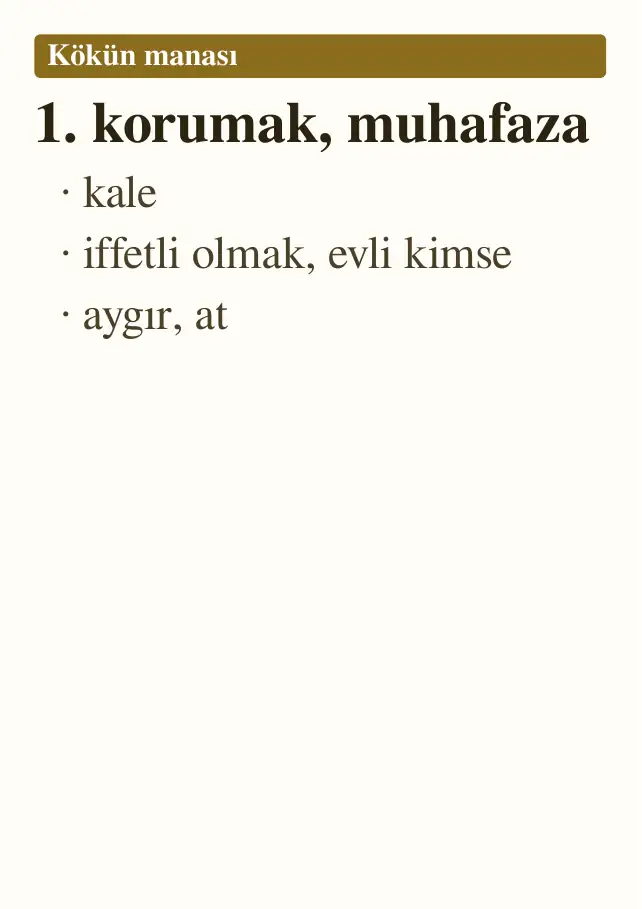 Kökün manası
1. korumak, muhafaza
· kale
· iffetli olmak, evli kimse
· aygır, at